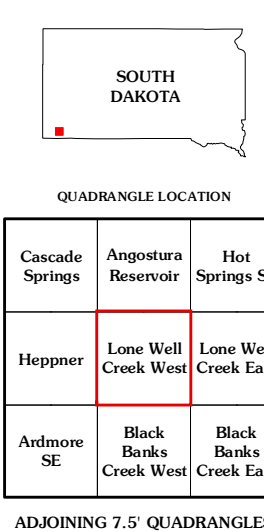 SOUTH
DAKOTA
QUADRANGLE LOCATION
Cascade
Springs
Angostura
Reservoir
Hot
Springs S
Heppner
Lone Well
Creek West
Lone We
Creek Ea
Ardmore
SE
Black
Banks
Creek West
Black
Banks
Creek Ea
ADJOINING 7.5' QUADRANGLES